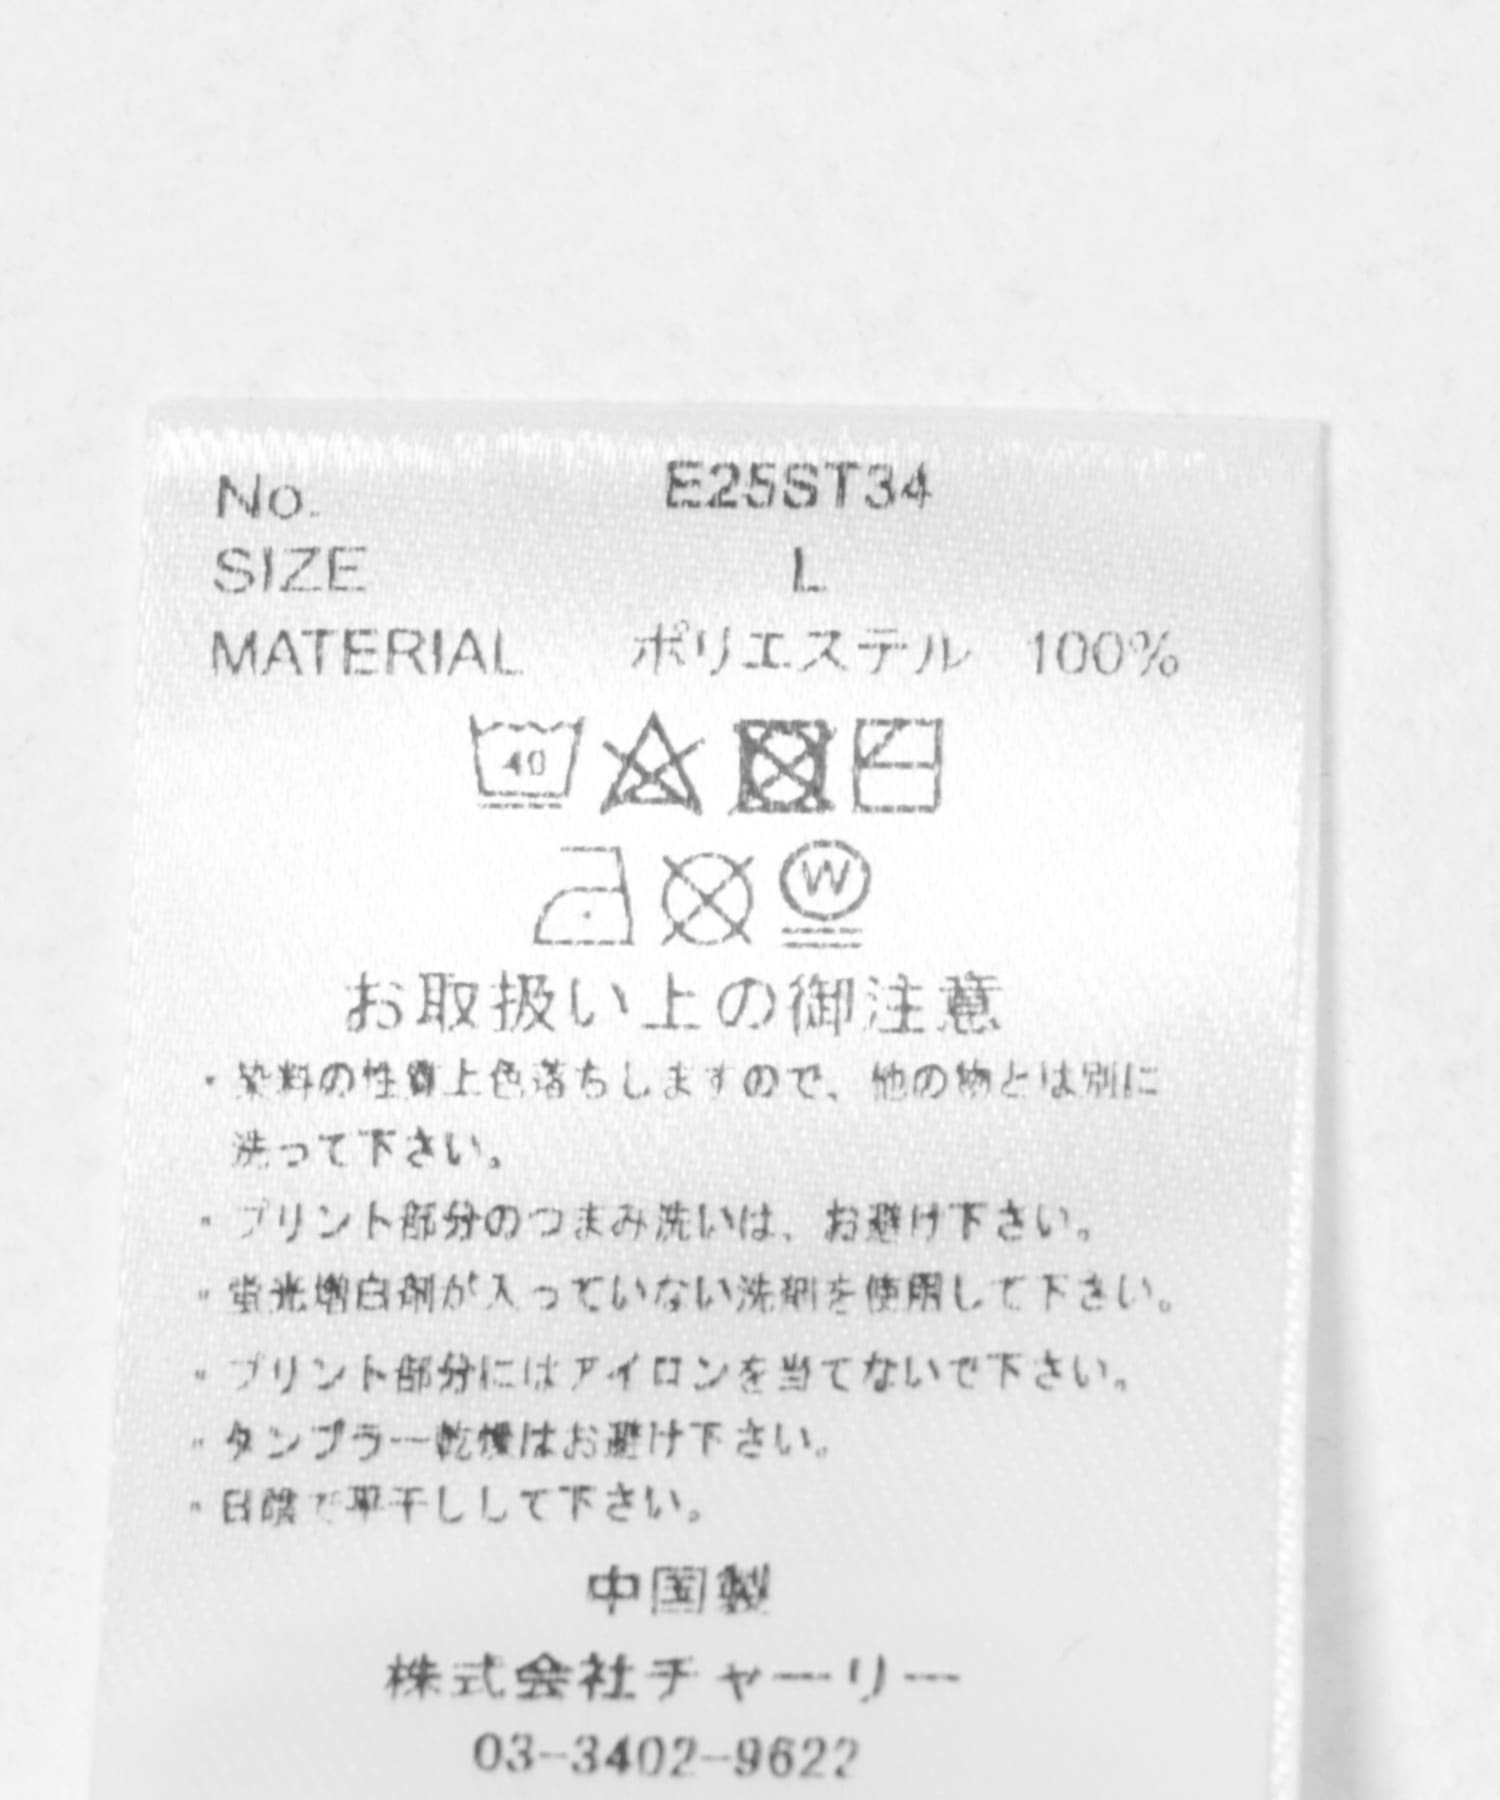 No. E25ST34
SIZE L
MATERIAL ポリエステル 100%
40
W
お取扱い上の御注意
・染料の性質上色落ちしますので、他の物とは別に
洗って下さい。
・プリント部分のつまみ洗いは、お避け下さい。
・蛍光増白剤が入っていない洗剤を使用して下さい。
・プリント部分にはアイロンを当てないで下さい。
・タンブラー乾燥はお避け下さい。
・日陰で平干しして下さい。
中国製
株式会社チャーリー
03-3402-9622